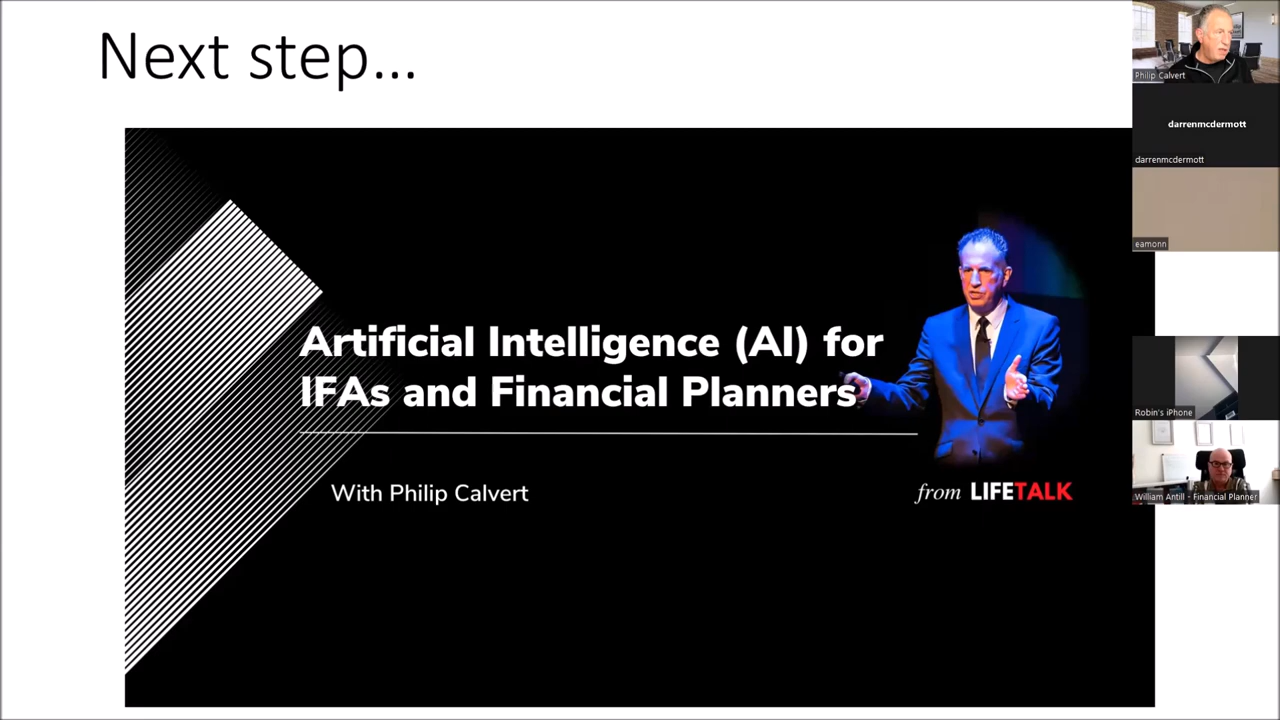 Next step...
Artificial Intelligence (AI) for
IFAs and Financial Planners
With Philip Calvert
from LIFETALK
Philip Calvert
darrenmcdermott
darrenmcdermott
eamonn
Robin's iPhone
William Antill - Financial Planner